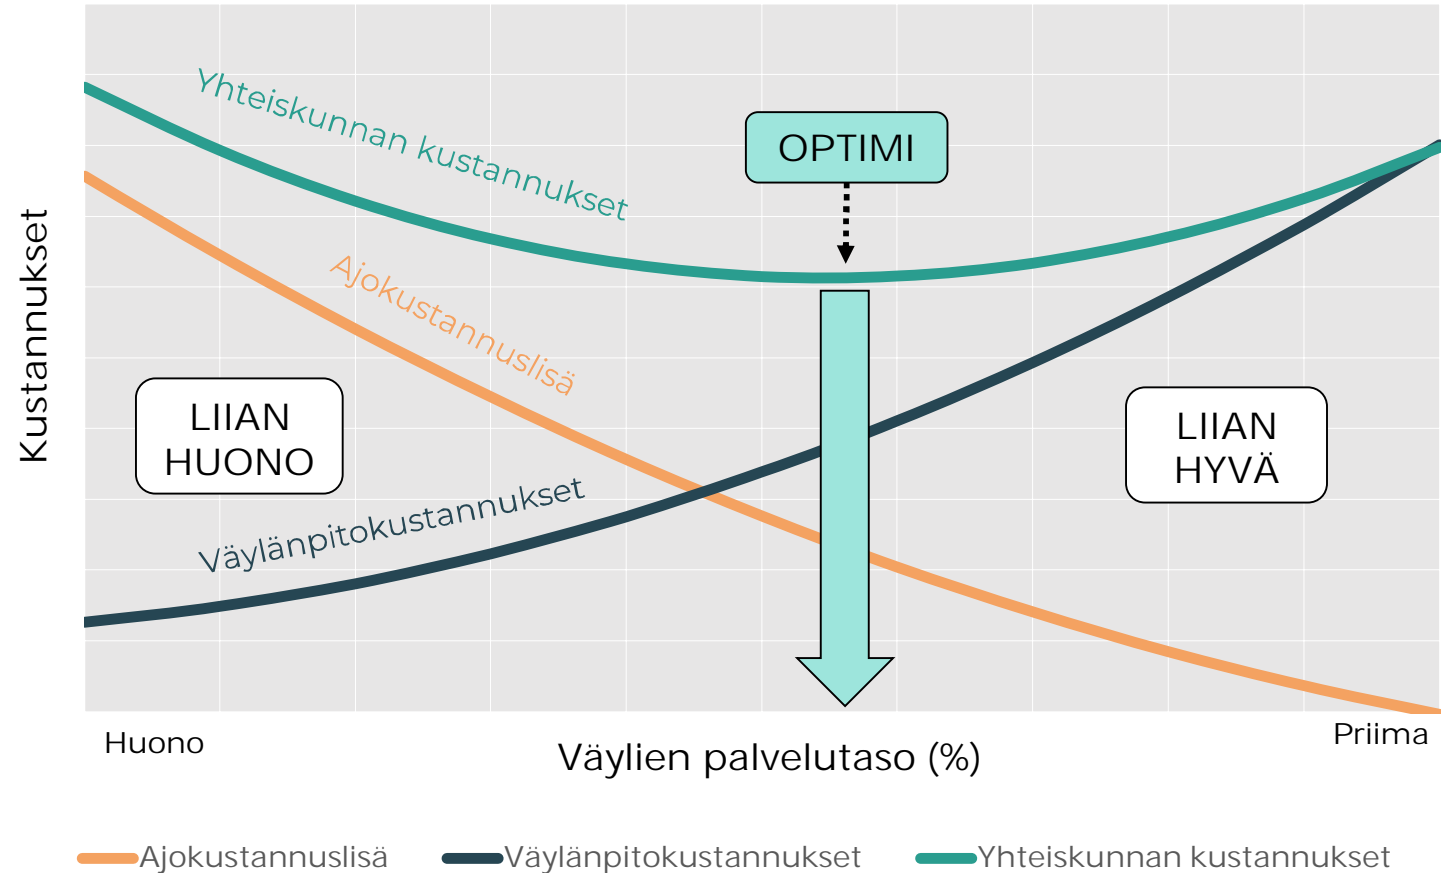 Yhteiskunnan kustannukset
OPTIMI
Ajokustannuslisä
Kustannukset
LIIAN
HUONO
LIIAN
HYVÄ
Väylänpitokustannukset
Huono
Väylien palvelutaso (%)
Priima
Ajokustannuslisä
Väylänpitokustannukset
Yhteiskunnan kustannukset